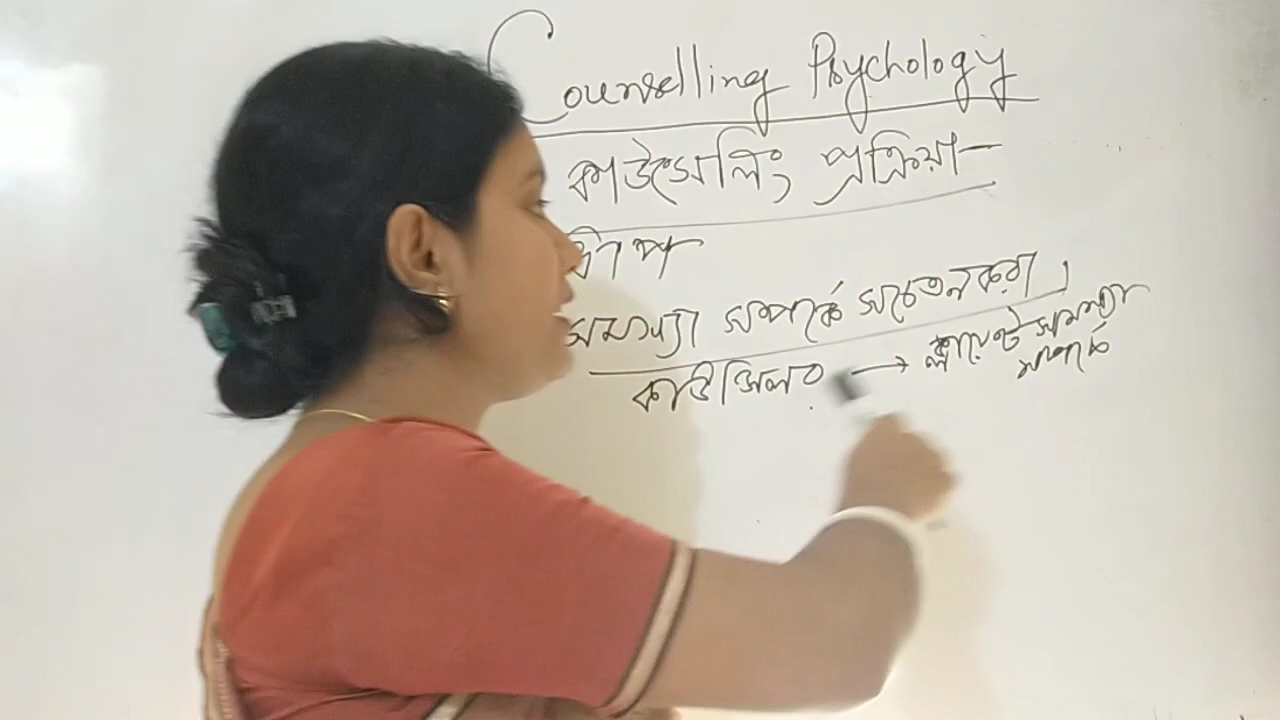 Counselling Psychology
কাউন্সেলিং প্রক্রিয়া-
সমস্যা সম্পর্কে সচেতন করা।
কাউন্সিলর → ক্লায়েন্ট সমস্যা
সম্পর্কে